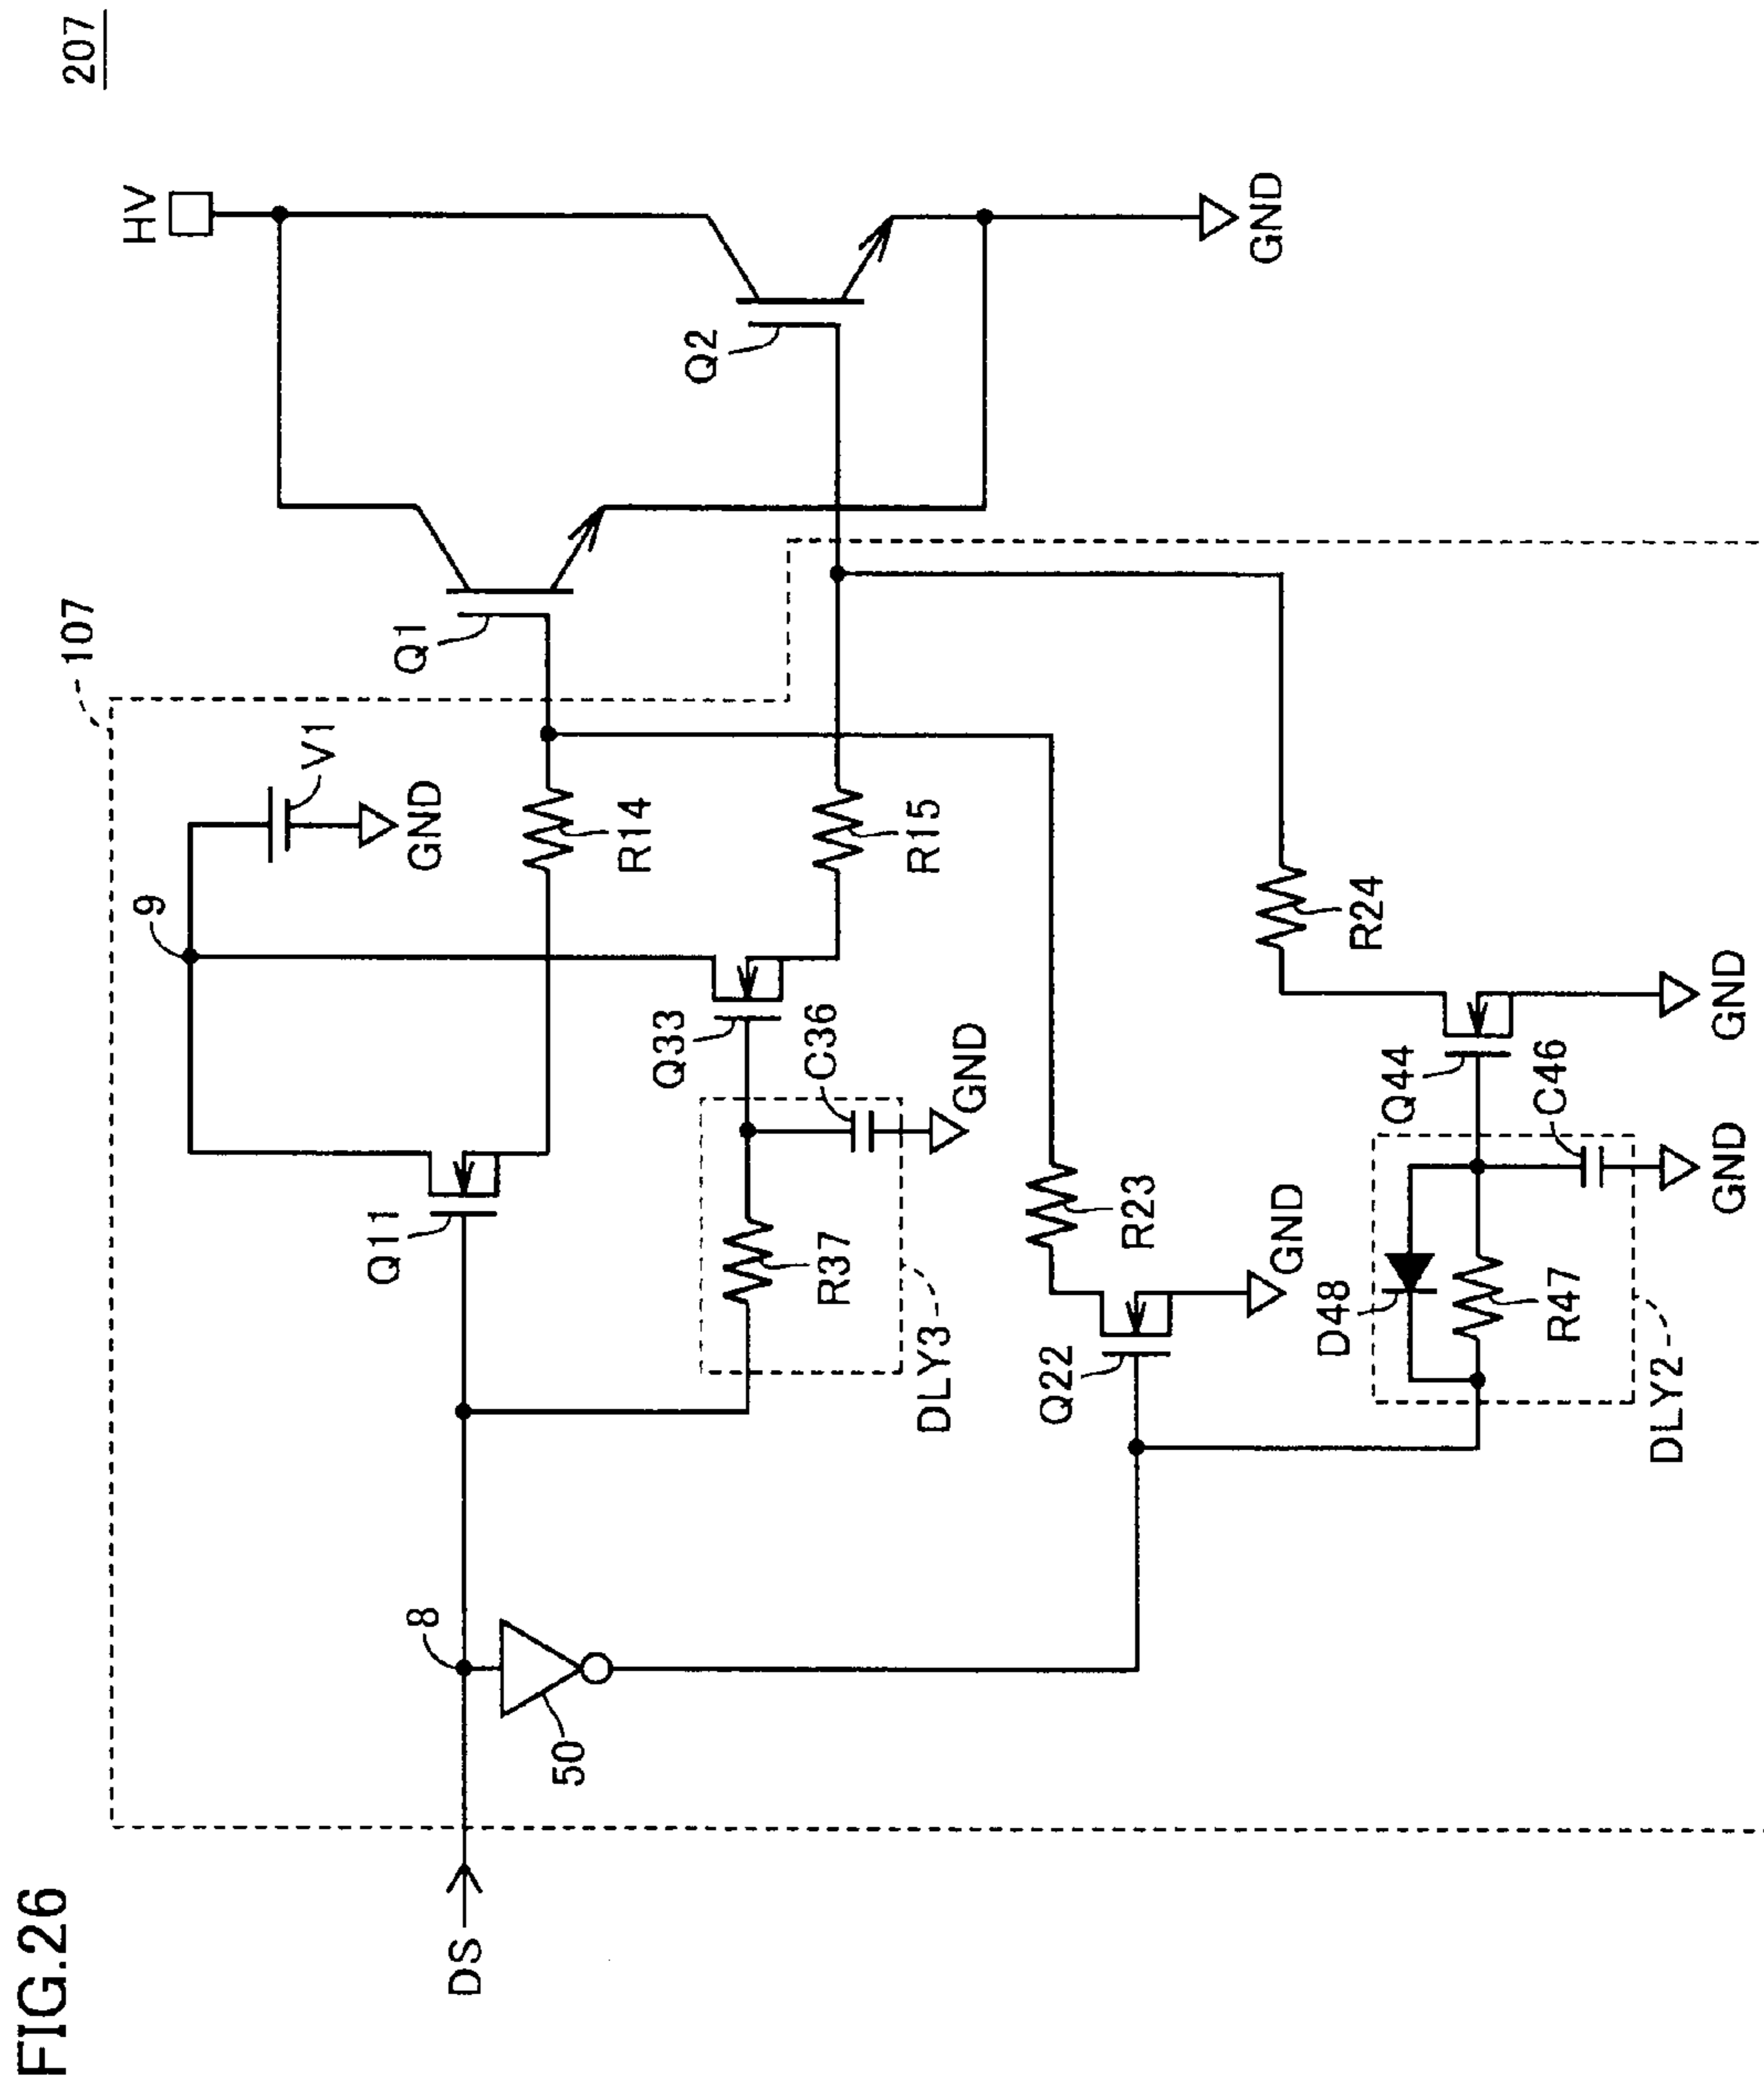 FIG.26
207
107
HV
9
V1
GND
Q1
Q2
GND
R14
R15
Q11
Q33
C36
GND
R37
DLY3
8
50
DS
Q22
R23
GND
R24
Q44
C46
GND
GND
D48
R47
DLY2